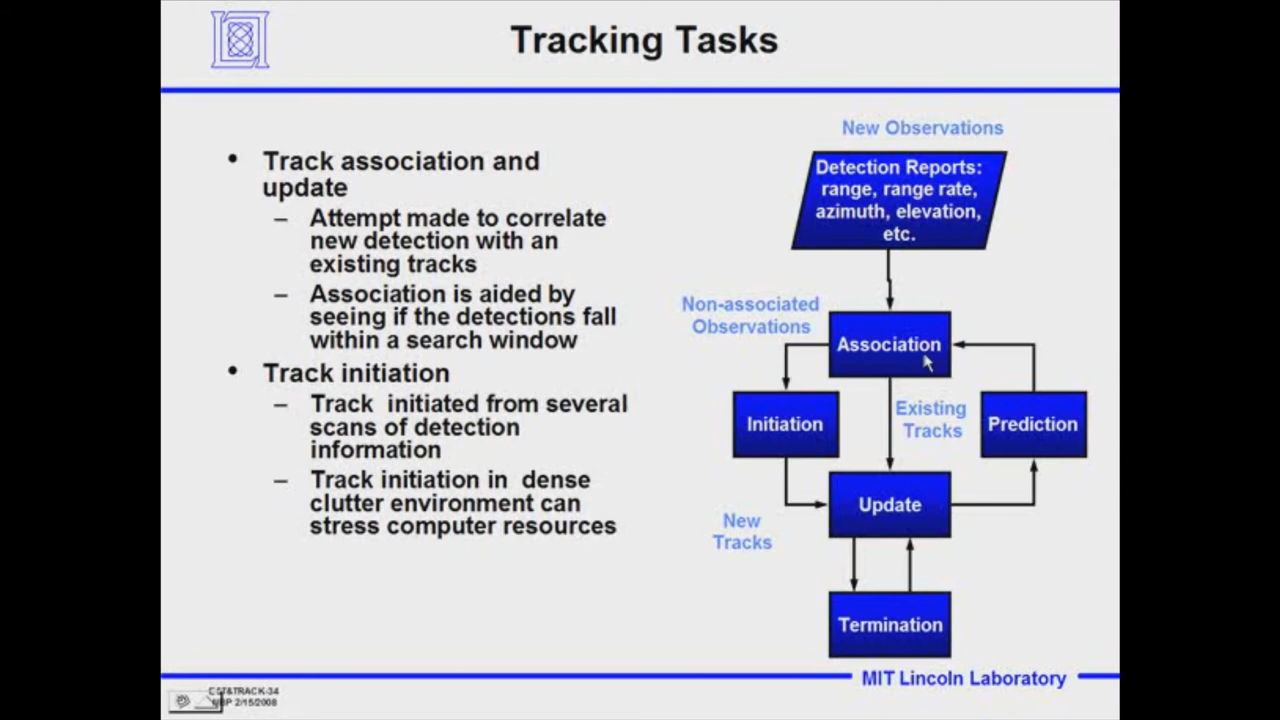 Tracking Tasks
• Track association and
update
– Attempt made to correlate
new detection with an
existing tracks
– Association is aided by
seeing if the detections fall
within a search window
• Track initiation
– Track initiated from several
scans of detection
information
– Track initiation in dense
clutter environment can
stress computer resources
New Observations
Detection Reports:
range, range rate,
azimuth, elevation,
etc.
Non-associated
Observations
Association
Initiation
Existing
Tracks
Prediction
Update
New
Tracks
Termination
MIT Lincoln Laboratory
2/15/2008